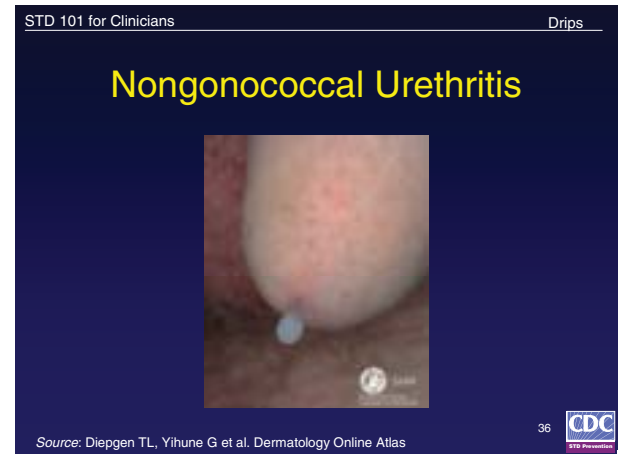 STD 101 for Clinicians
Drips
Nongonococcal Urethritis
36
CDC
STD Prevention
Source: Diepgen TL, Yihune G et al. Dermatology Online Atlas